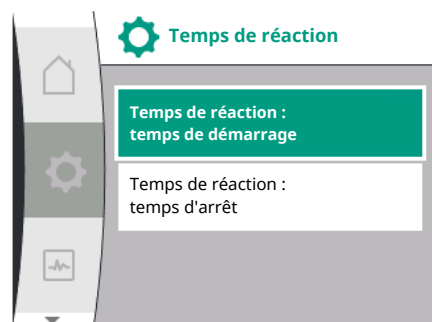 Temps de réaction
Temps de réaction :
temps de démarrage
Temps de réaction :
temps d'arrêt